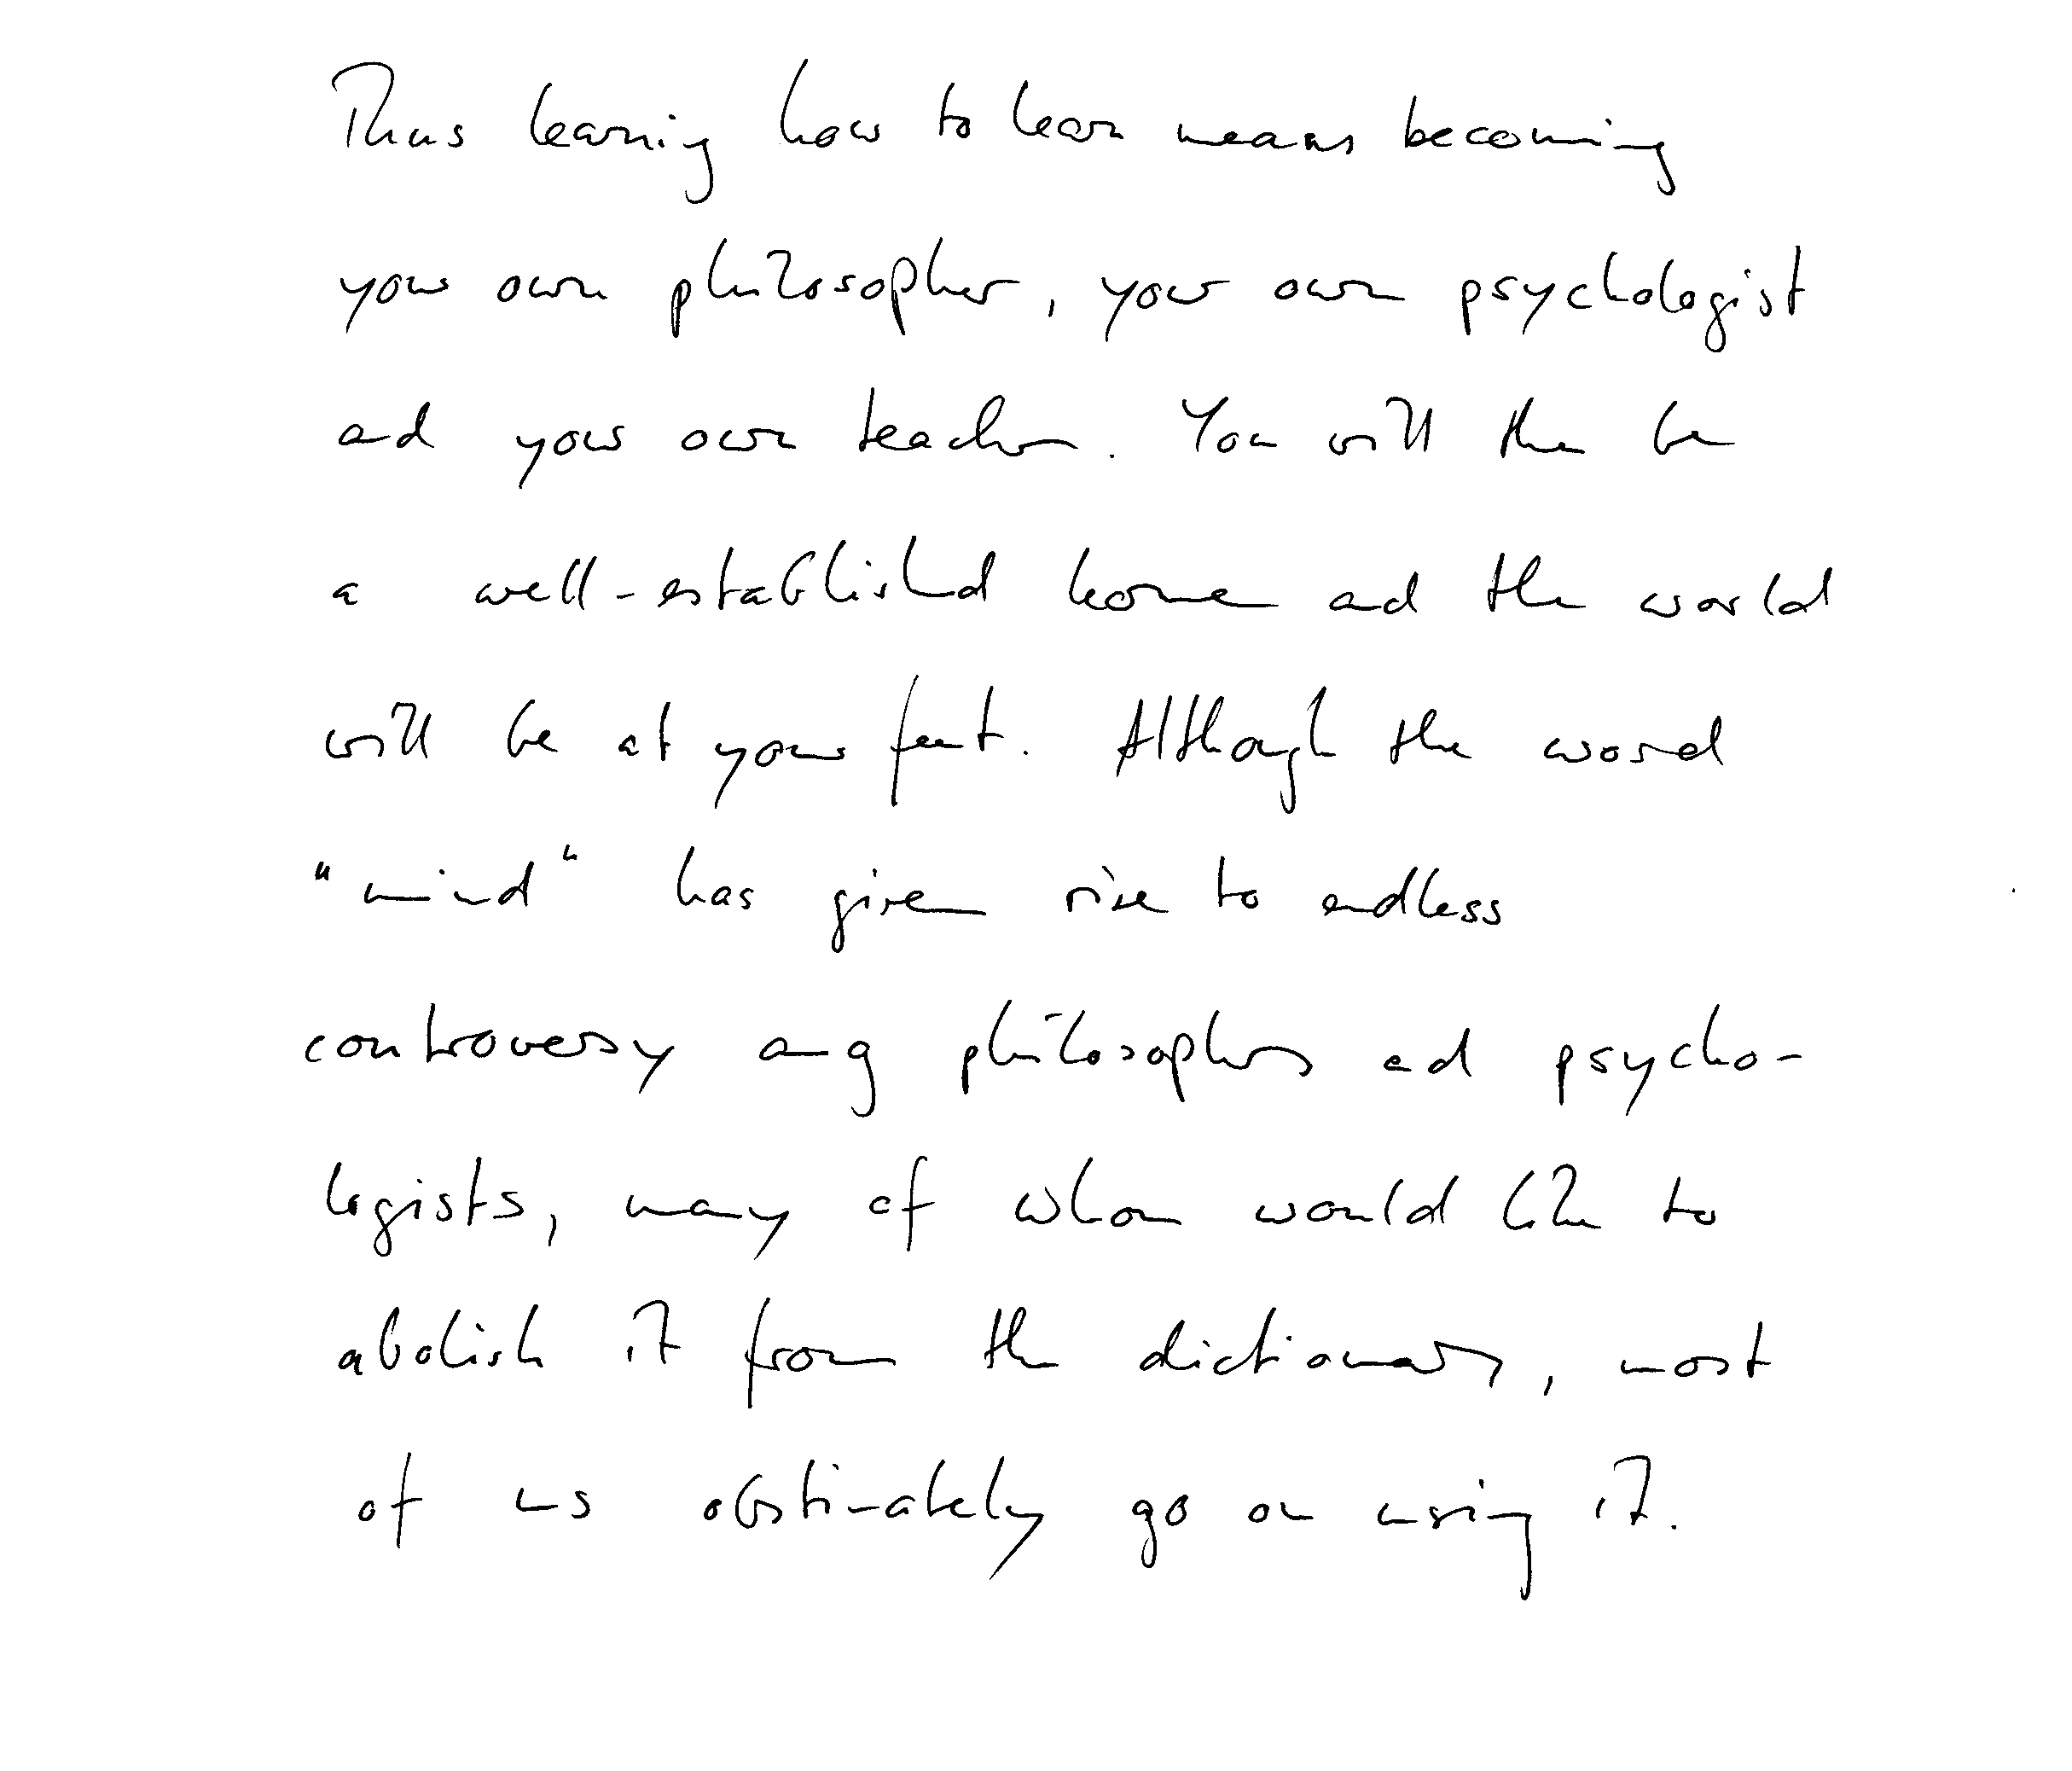 Thus learning how to learn means becoming
your own philosopher, your own psychologist
and your own teacher. You will then be
a well-established and the world
will be at your feet. Although the word
"mind" has given rise to endless
controversy among philosophers and psycho-
logists, many of whom would like to
abolish it from the dictionary, most
of us obstinately go on using it.